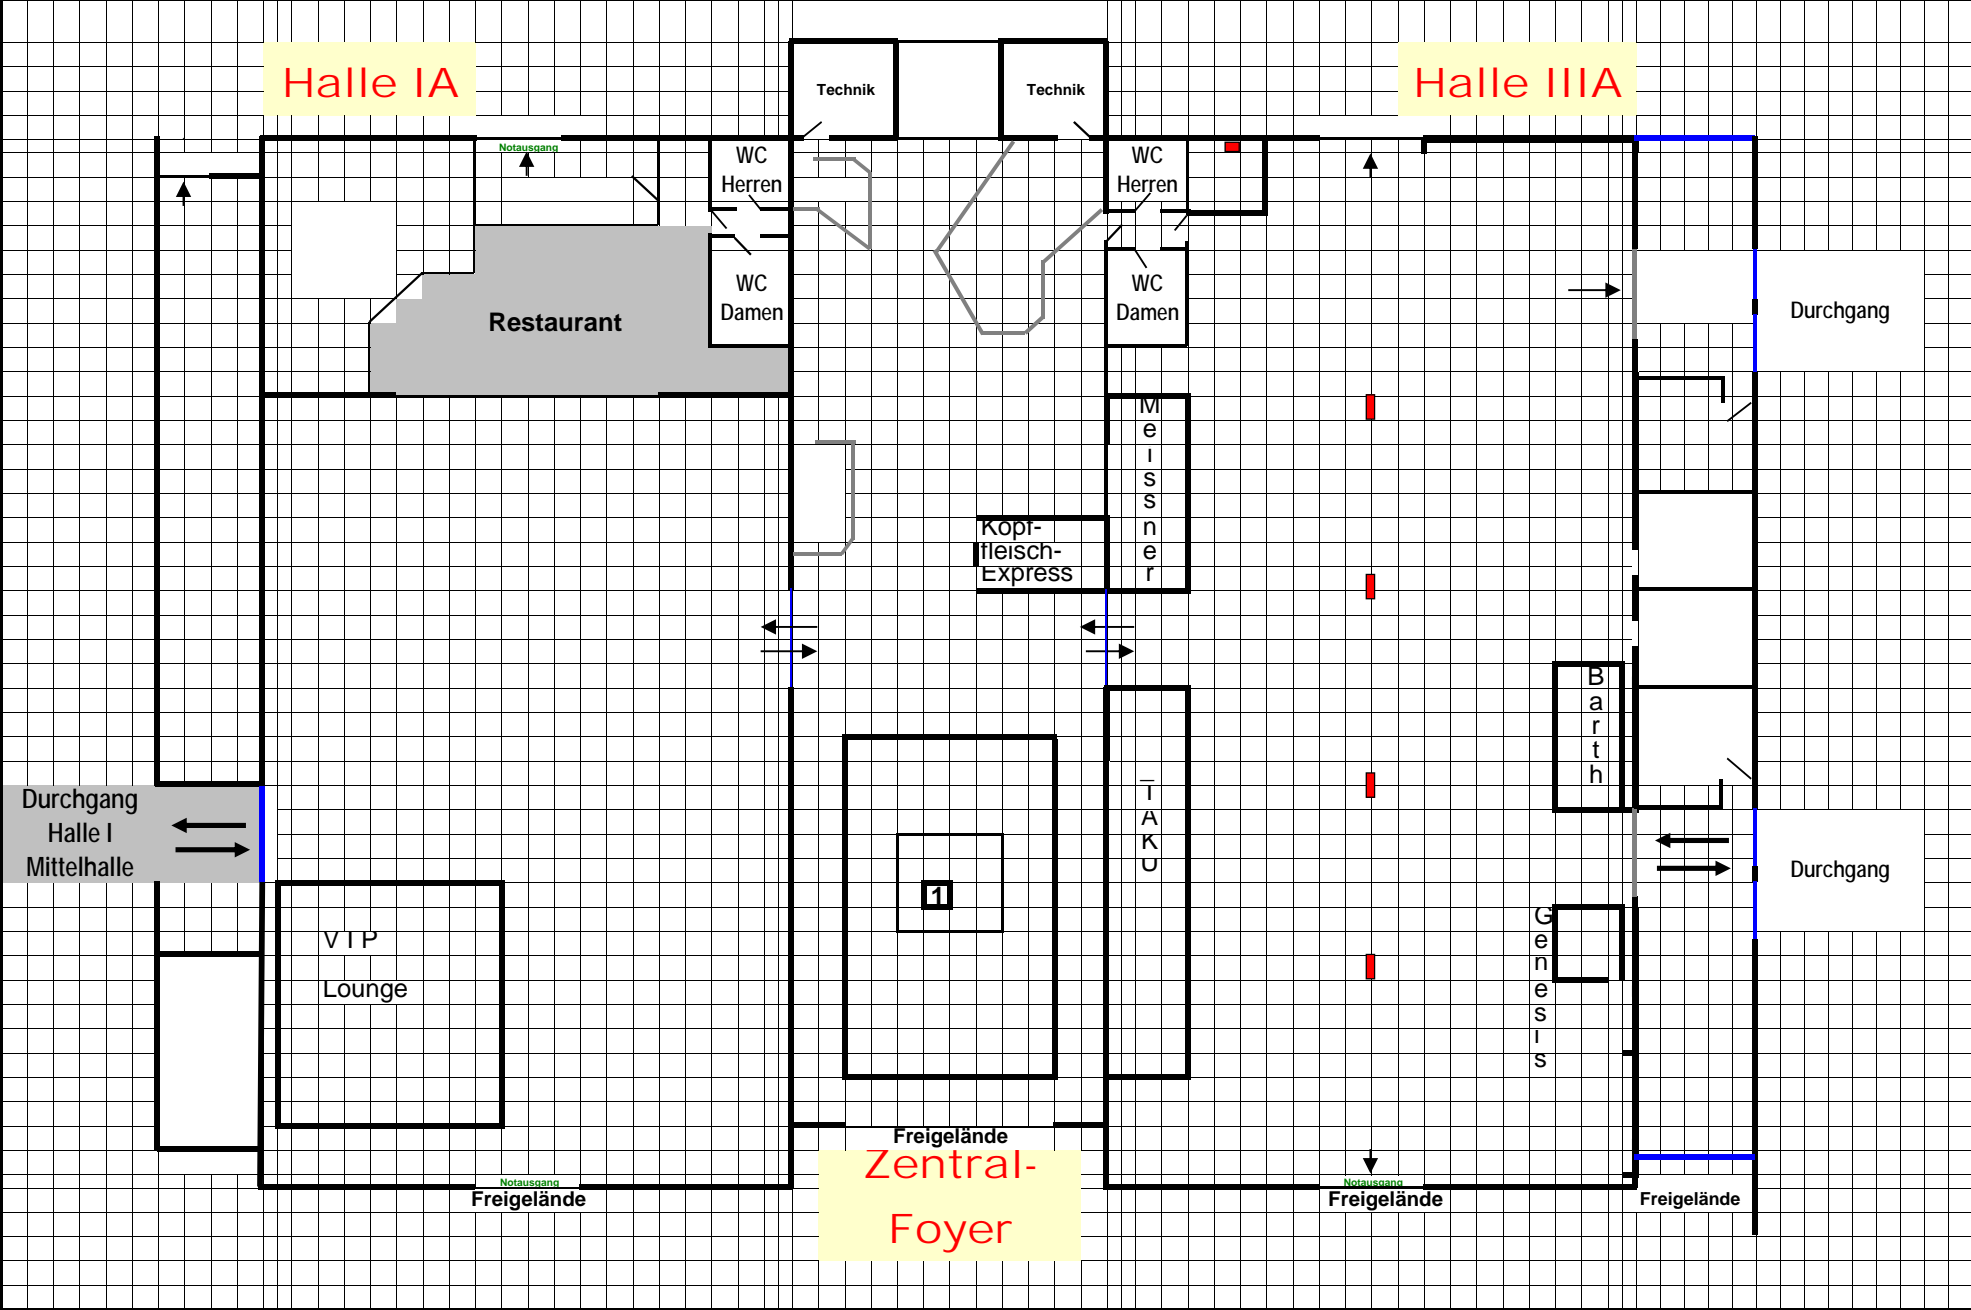 Halle IA
Halle IIIA
Technik
Technik
Notausgang
WC
Herren
WC
Herren
WC
Damen
WC
Damen
Restaurant
Durchgang
Meissner
Kopf-
fleisch-
Express
Barth
TAKU
Durchgang
Halle I
Mittelhalle
Durchgang
1
Genesis
VIP
Lounge
Freigelände
Zentral-
Foyer
Notausgang
Freigelände
Notausgang
Freigelände
Freigelände